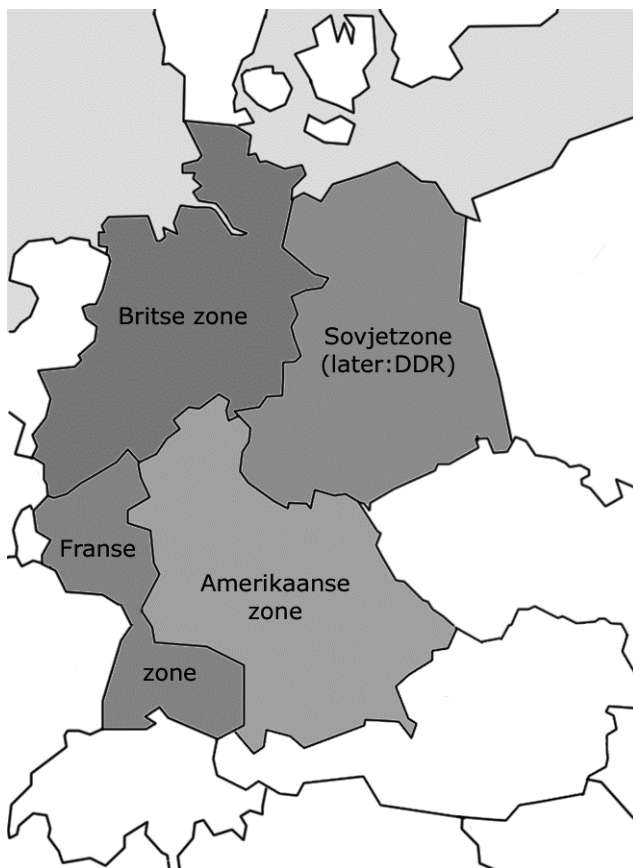 Britse zone
Sovjetzone
(later:DDR)
Franse
Amerikaanse
zone
zone